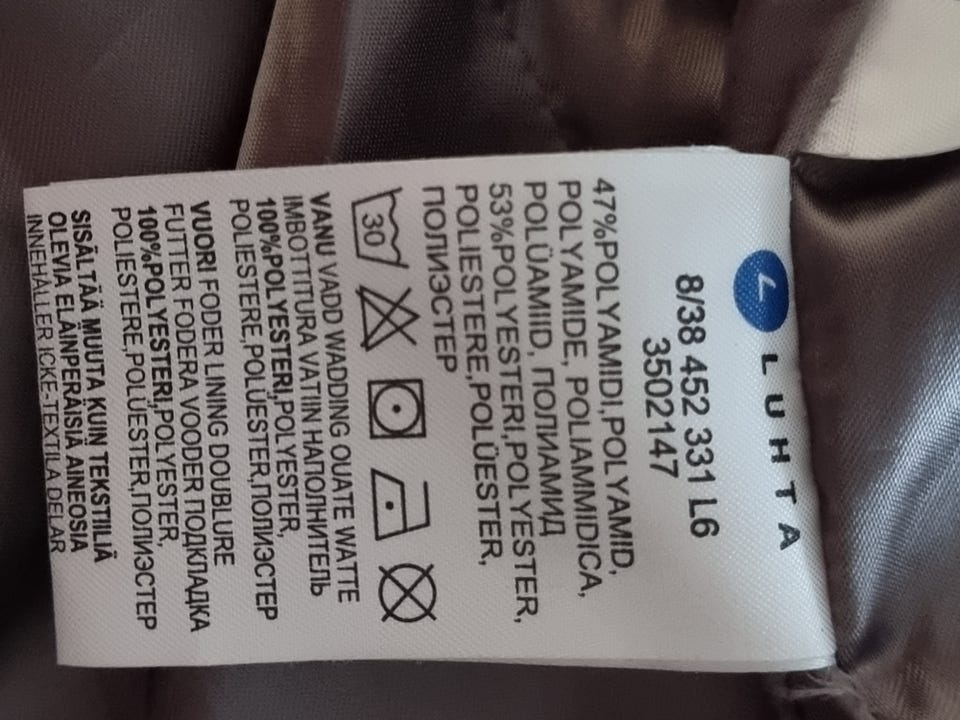 LUHTA
8/38 452 331 L6
3502147
47%POLYAMIDI,POLYAMID,
POLYAMIDE, POLIAMMIDICA,
POLÜAMIID, ПОЛИАМИД
53%POLYESTERI,POLYESTER,
POLIESTERE,POLÜESTER,
ПОЛИЭСТЕР
30
VANU VADD WADDING OUATE WATTE
IMBOTTITURA VATIIN НАПОЛНИТЕЛЬ
100%POLYESTERI,POLYESTER,
POLIESTERE,POLÜESTER,ПОЛИЭСТЕР
VUORI FODER LINING DOUBLURE
FUTTER FODERA VOODER ПОДКЛАДКА
100%POLYESTERI,POLYESTER,
POLIESTERE,POLÜESTER,ПОЛИЭСТЕР
SISÄLTÄÄ MUUTA KUIN TEKSTIILIÄ
OLEVIA ELÄINPERÄISIÄ AINEOSIA
INNEHÅLLER ICKE-TEXTILA DELAR